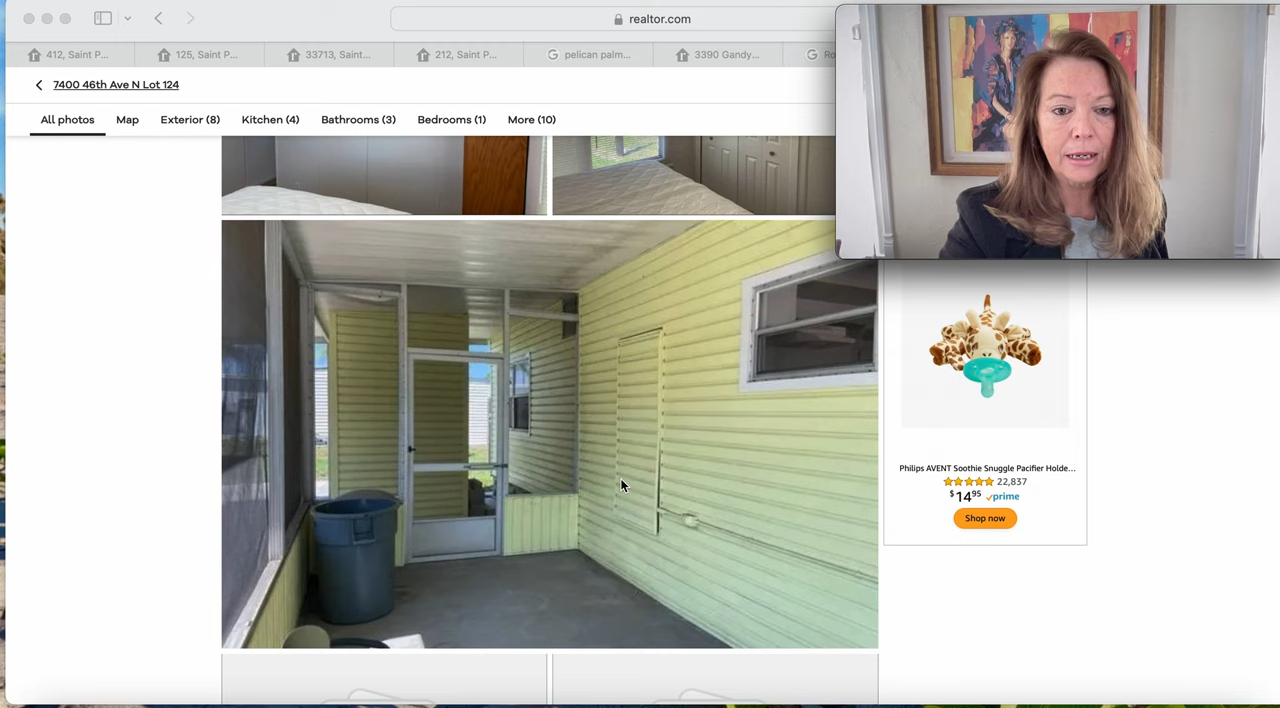 realtor.com
412, Saint P...
125, Saint P...
33713, Saint...
212, Saint P...
pelican palm...
3390 Gandy...
Ro
7400 46th Ave N Lot 124
All photos
Map
Exterior (8)
Kitchen (4)
Bathrooms (3)
Bedrooms (1)
More (10)
Philips AVENT Soothie Snuggle Pacifier Holde...
22,837
$1495 prime
Shop now